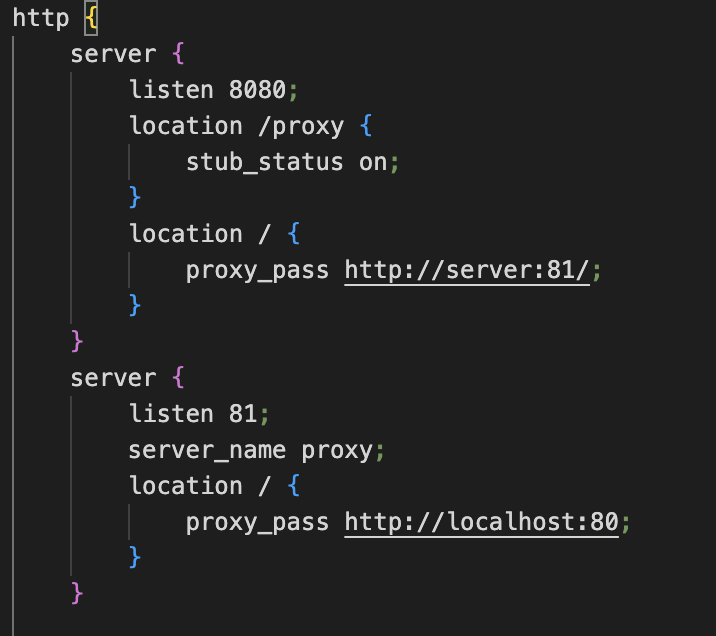 http {
server {
listen 8080;
location /proxy {
stub_status on;
}
location / {
proxy_pass http://server:81/;
}
}
server {
listen 81;
server_name proxy;
location / {
proxy_pass http://localhost:80;
}
}